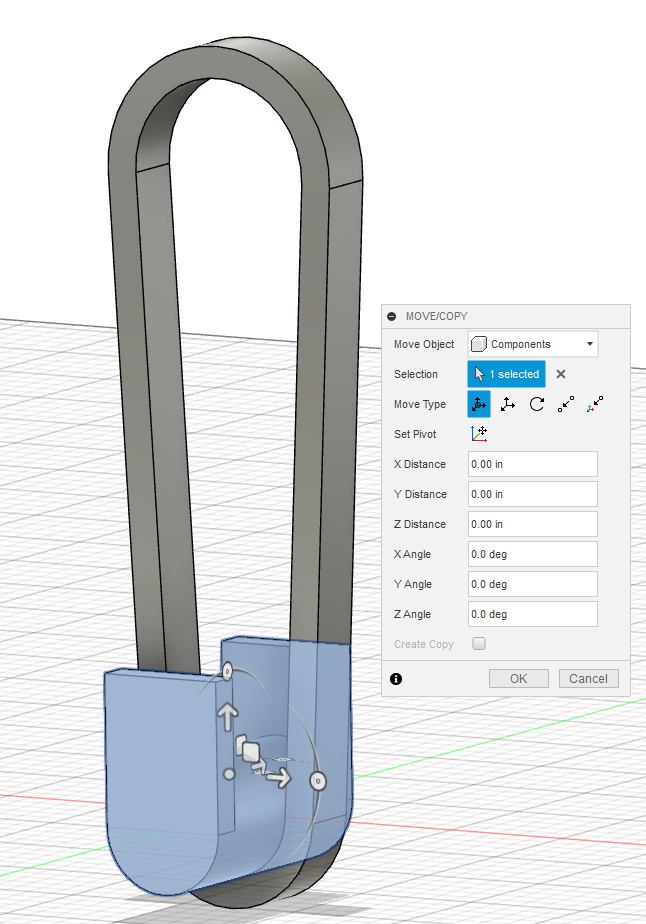 MOVE/COPY
Move Object Components
Selection 1 selected
Move Type
Set Pivot
X Distance 0.00 in
Y Distance 0.00 in
Z Distance 0.00 in
X Angle 0.0 deg
Y Angle 0.0 deg
Z Angle 0.0 deg
Create Copy
OK Cancel